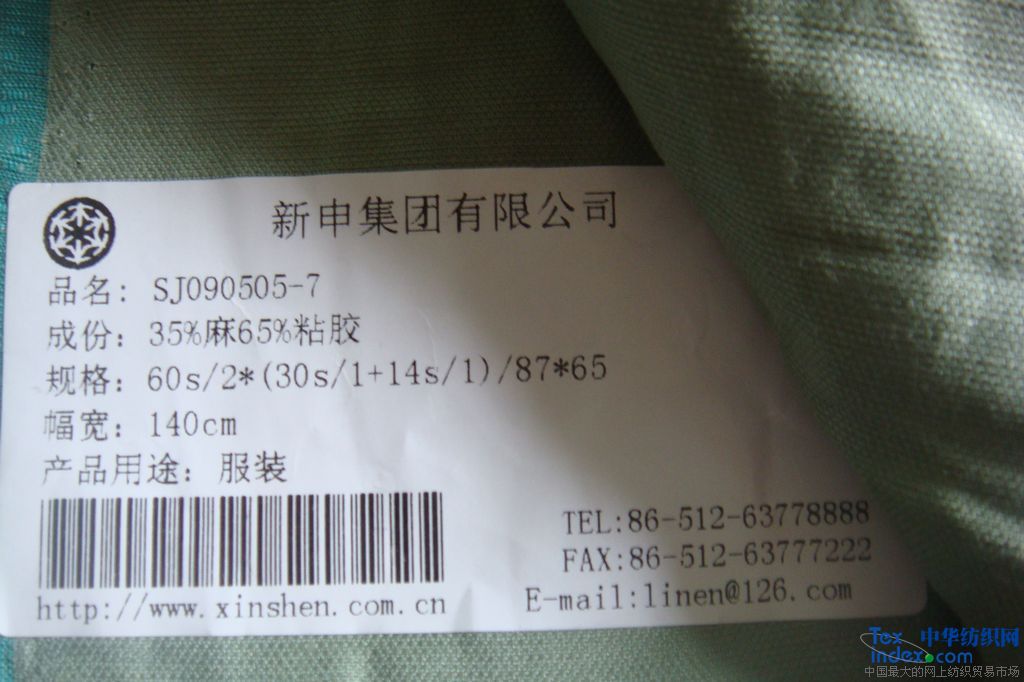 新申集团有限公司
品名: SJ090505-7
成份: 35%麻65%粘胶
规格: 60s/2*(30s/1+14s/1)/87*65
幅宽: 140cm
产品用途: 服装
TEL:86-512-63778888
FAX:86-512-63777222
http://www.xinshen.com.cn
E-mail:linen@126.com
Tex 中华纺织网
index.com
中国最大的网上纺织贸易市场